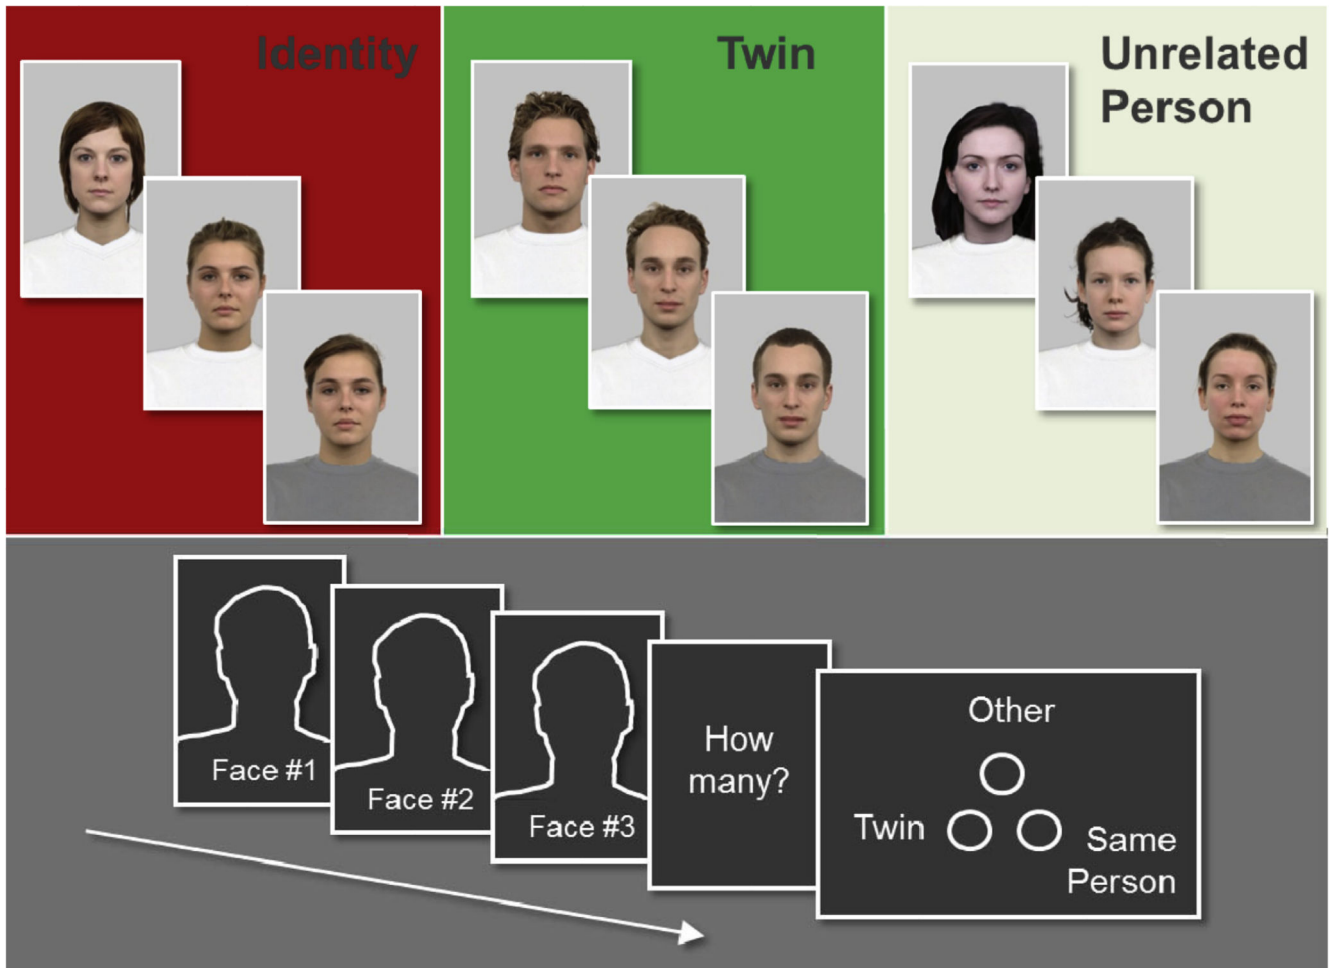 Identity
Twin
Unrelated
Person
Face #1
Face #2
Face #3
How
many?
Other
Twin
Same
Person